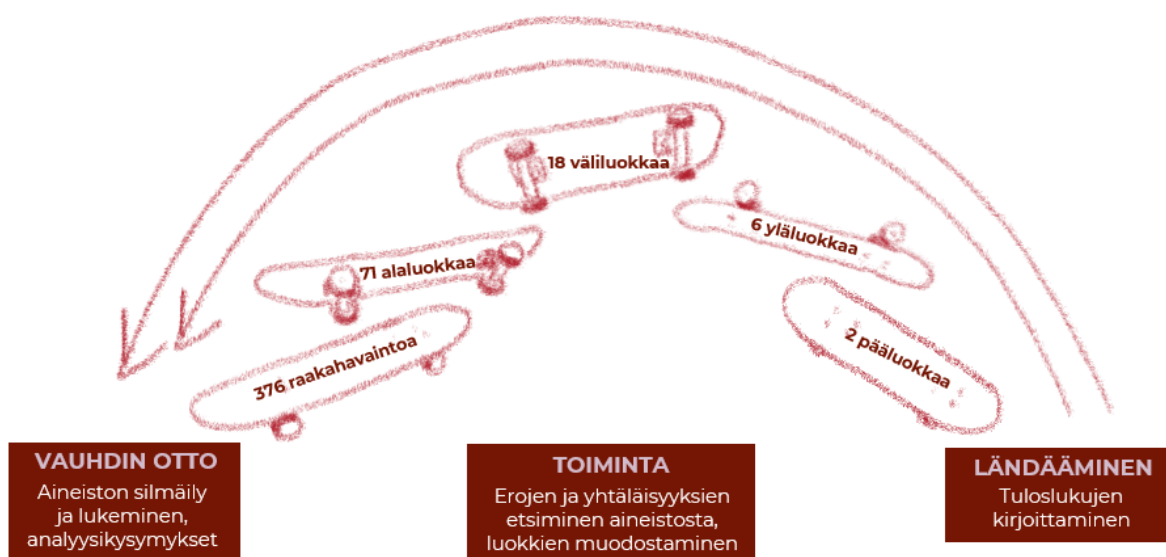 18 väliluokkaa
6 yläluokkaa
71 alaluokkaa
376 raakahavaintoa
2 pääluokkaa
VAUHDIN OTTO
Aineiston silmäily
ja lukeminen,
analyysikysymykset
TOIMINTA
Erojen ja yhtäläisyyksien
etsiminen aineistosta,
luokkien muodostaminen
LÄNDÄÄMINEN
Tuloslukujen
kirjoittaminen